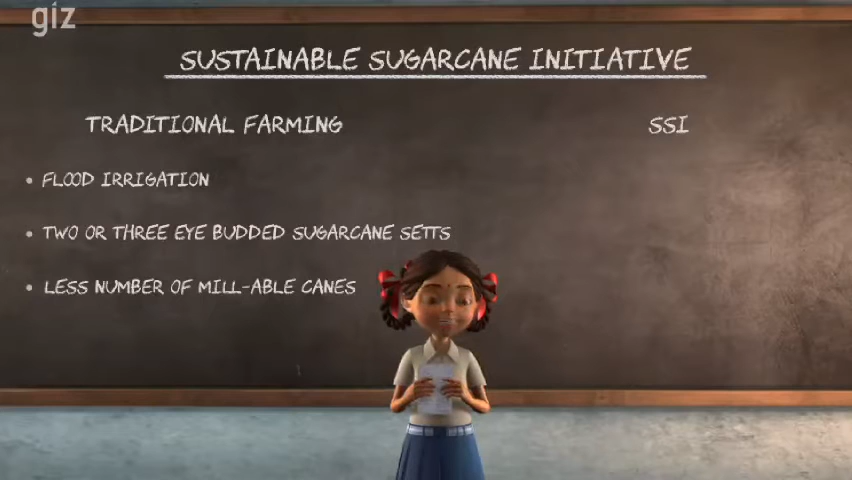 giz
SUSTAINABLE SUGARCANE INITIATIVE
TRADITIONAL FARMING
SSI
• FLOOD IRRIGATION
• TWO OR THREE EYE BUDDED SUGARCANE SETTS
• LESS NUMBER OF MILL-ABLE CANES